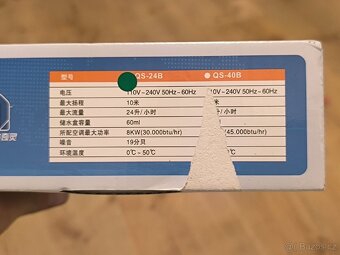 型号 QS-24B QS-40B
电压 110V~240V 50Hz~60Hz 110V~240V 50Hz~60Hz
最大扬程 10米
最大流量 24升/小时 /小时
储水盒容量 60ml
所配空调最大功率 8KW(30.000btu/hr) (45.000btu/hr)
噪音 19分贝
环境温度 0℃~50℃ ~50℃
Bazos.cz